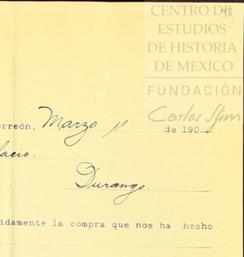 CENTRO DE
ESTUDIOS
DE HISTORIA
DE MEXICO
FUNDACIÓN
Carlos Slim
orreón, Marzo 11 de 190
lacio.
Durango.
idamente la compra que nos ha hecho